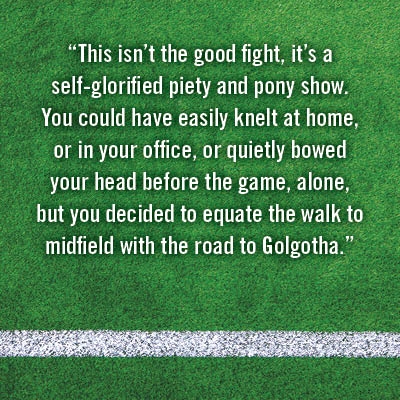 “This isn’t the good fight, it’s a
self-glorified piety and pony show.
You could have easily knelt at home,
or in your office, or quietly bowed
your head before the game, alone,
but you decided to equate the walk to
midfield with the road to Golgotha.”